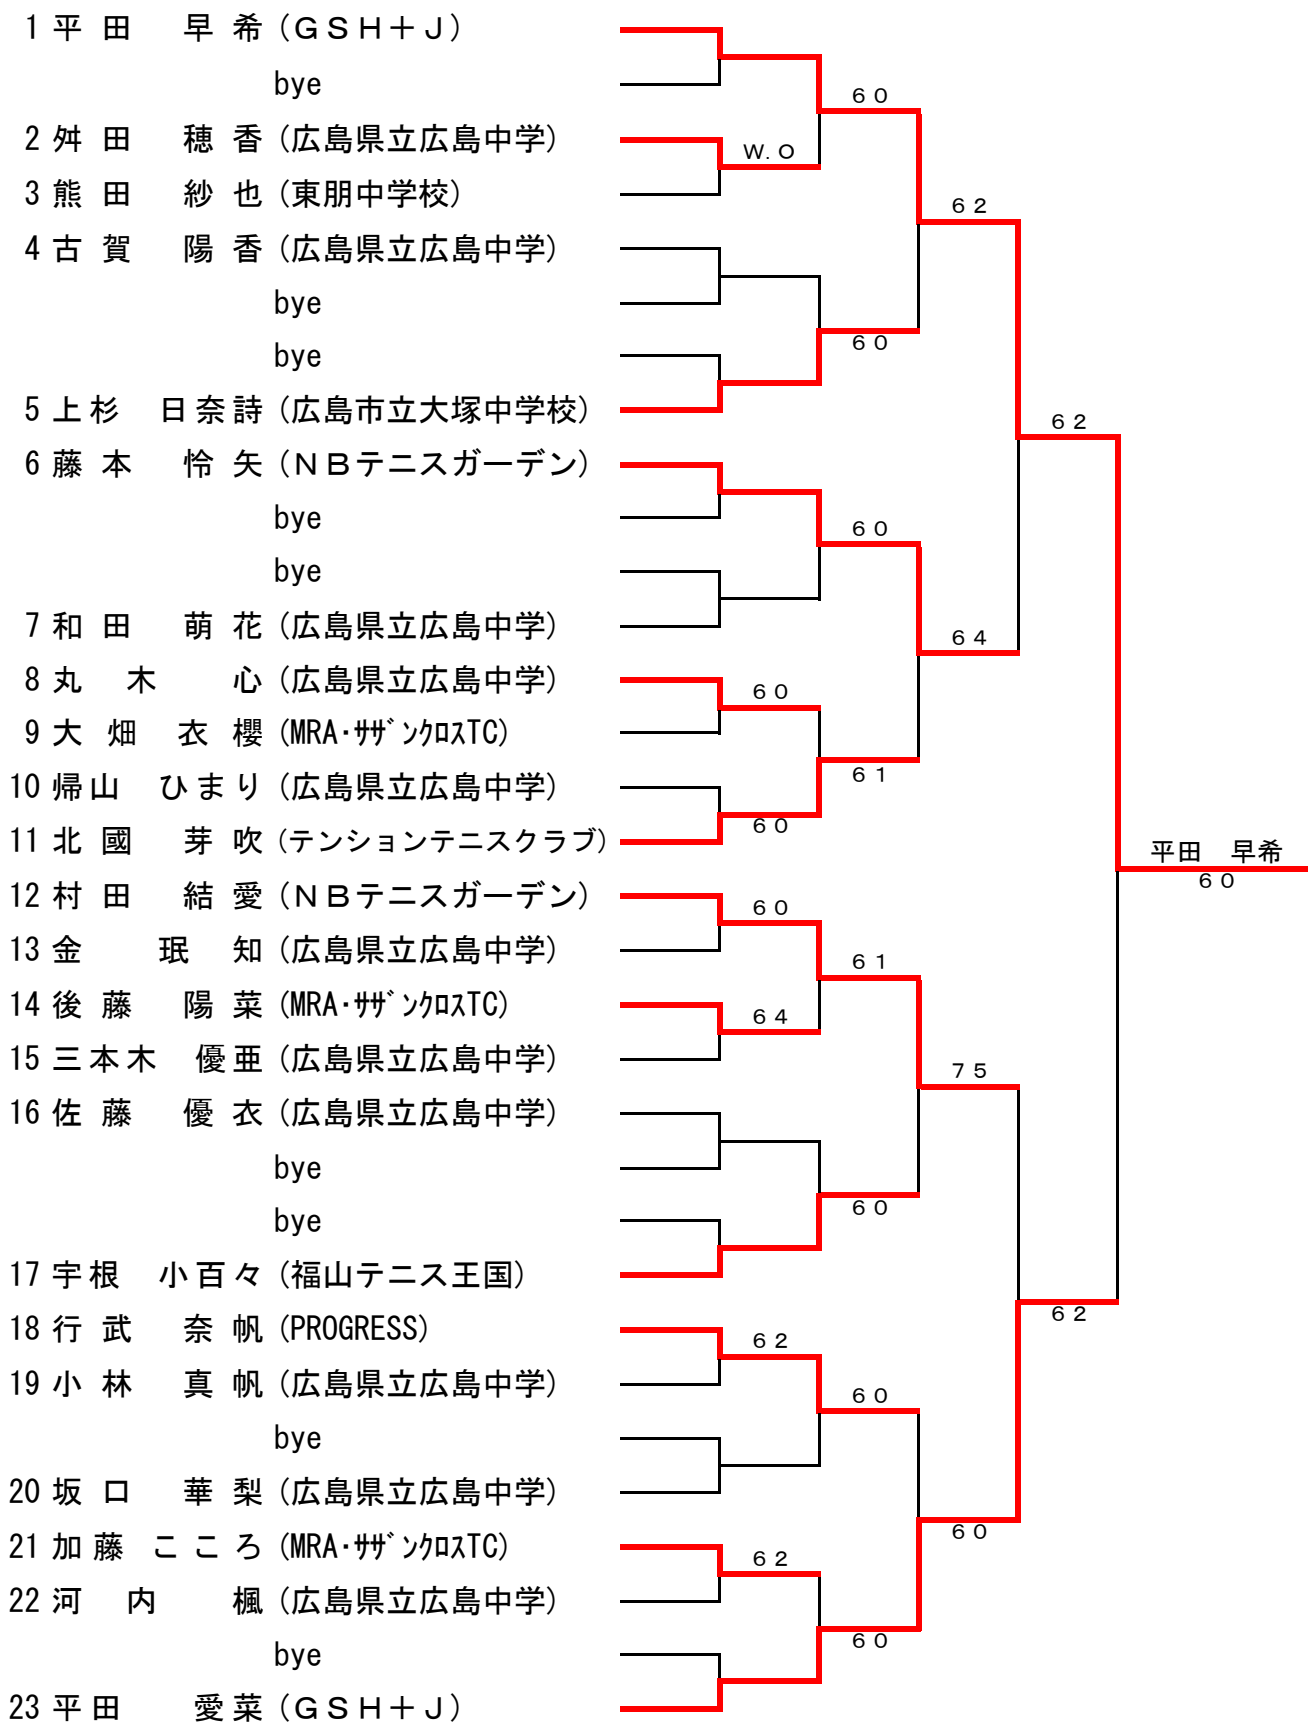 1 平田 早希 (ＧＳＨ＋Ｊ)
bye
60
2 舛田 穂香 (広島県立広島中学)
W.O
3 熊田 紗也 (東朋中学校)
62
4 古賀 陽香 (広島県立広島中学)
bye
60
bye
5 上杉 日奈詩 (広島市立大塚中学校)
62
6 藤本 怜矢 (ＮＢテニスガーデン)
bye
60
bye
7 和田 萌花 (広島県立広島中学)
64
8 丸木 心 (広島県立広島中学)
60
9 大畑 衣櫻 (MRA･ｻｻﾞﾝｸﾛｽTC)
61
10 帰山 ひまり (広島県立広島中学)
60
11 北國 芽吹 (テンションテニスクラブ)
平田 早希
60
12 村田 結愛 (ＮＢテニスガーデン)
60
13 金 珉知 (広島県立広島中学)
61
14 後藤 陽菜 (MRA･ｻｻﾞﾝｸﾛｽTC)
64
15 三本木 優亜 (広島県立広島中学)
75
16 佐藤 優衣 (広島県立広島中学)
bye
60
bye
17 宇根 小百々 (福山テニス王国)
62
18 行武 奈帆 (PROGRESS)
62
19 小林 真帆 (広島県立広島中学)
60
bye
20 坂口 華梨 (広島県立広島中学)
60
21 加藤 こころ (MRA･ｻｻﾞﾝｸﾛｽTC)
62
22 河内 楓 (広島県立広島中学)
60
bye
23 平田 愛菜 (ＧＳＨ＋Ｊ)